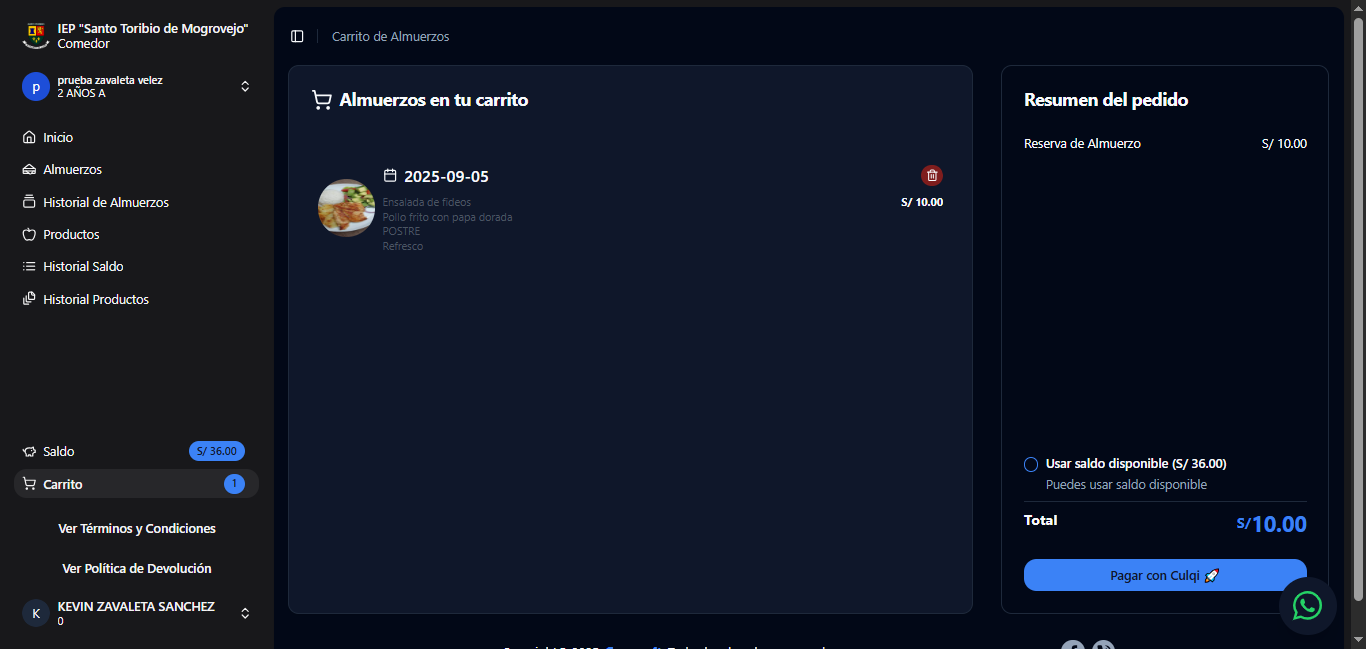 IEP "Santo Toribio de Mogrovejo"
Comedor
p
prueba zavaleta velez
2 AÑOS A
Inicio
Almuerzos
Historial de Almuerzos
Productos
Historial Saldo
Historial Productos
Saldo
S/ 36.00
Carrito
1
Ver Términos y Condiciones
Ver Política de Devolución
K
KEVIN ZAVALETA SANCHEZ
0
Carrito de Almuerzos
Almuerzos en tu carrito
2025-09-05
Ensalada de fideos
Pollo frito con papa dorada
POSTRE
Refresco
S/ 10.00
Resumen del pedido
Reserva de Almuerzo
S/ 10.00
Usar saldo disponible (S/ 36.00)
Puedes usar saldo disponible
Total
S/10.00
Pagar con Culqi 🚀